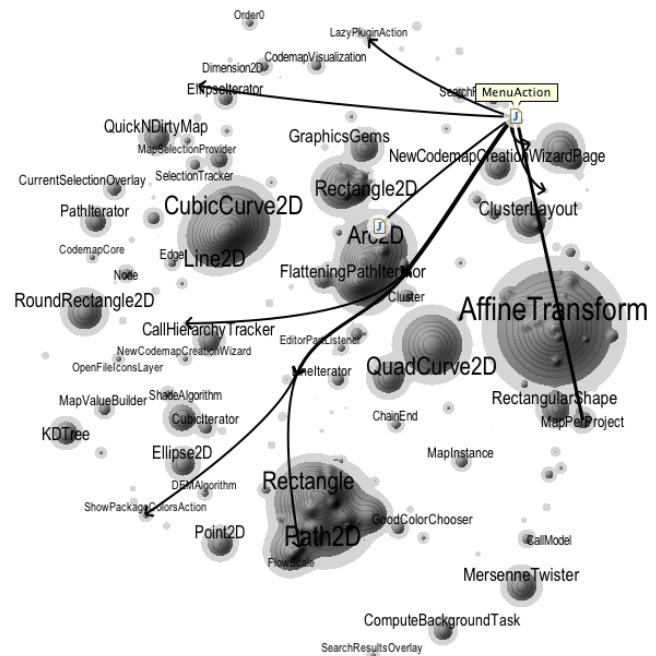 Order0
LazyPluginAction
CodemapVisualization
Dimension2D
EllipseIterator
MenuAction
QuickNDirtyMap
GraphicsGems
MapSelectionProvider
NewCodemapCreationWizardPage
SelectionTracker
CurrentSelectionOverlay
Rectangle2D
CubicCurve2D
PathIterator
ClusterLayout
Arc2D
CodemapCore
Edge
Line2D
Node
FlatteningPathIterator
RoundRectangle2D
Cluster
AffineTransform
CallHierarchyTracker
EditorPartListener
NewCodemapCreationWizard
OpenFileIconsLayer
QuadCurve2D
LineIterator
ShadeAlgorithm
RectangularShape
MapValueBuilder
CubicIterator
ChainEnd
MapPerProject
KDTree
Ellipse2D
MapInstance
DEMAlgorithm
Rectangle
ShowPackageColorsAction
GoodColorChooser
Point2D
Path2D
CallModel
FlowScale
MersenneTwister
ComputeBackgroundTask
SearchResultsOverlay